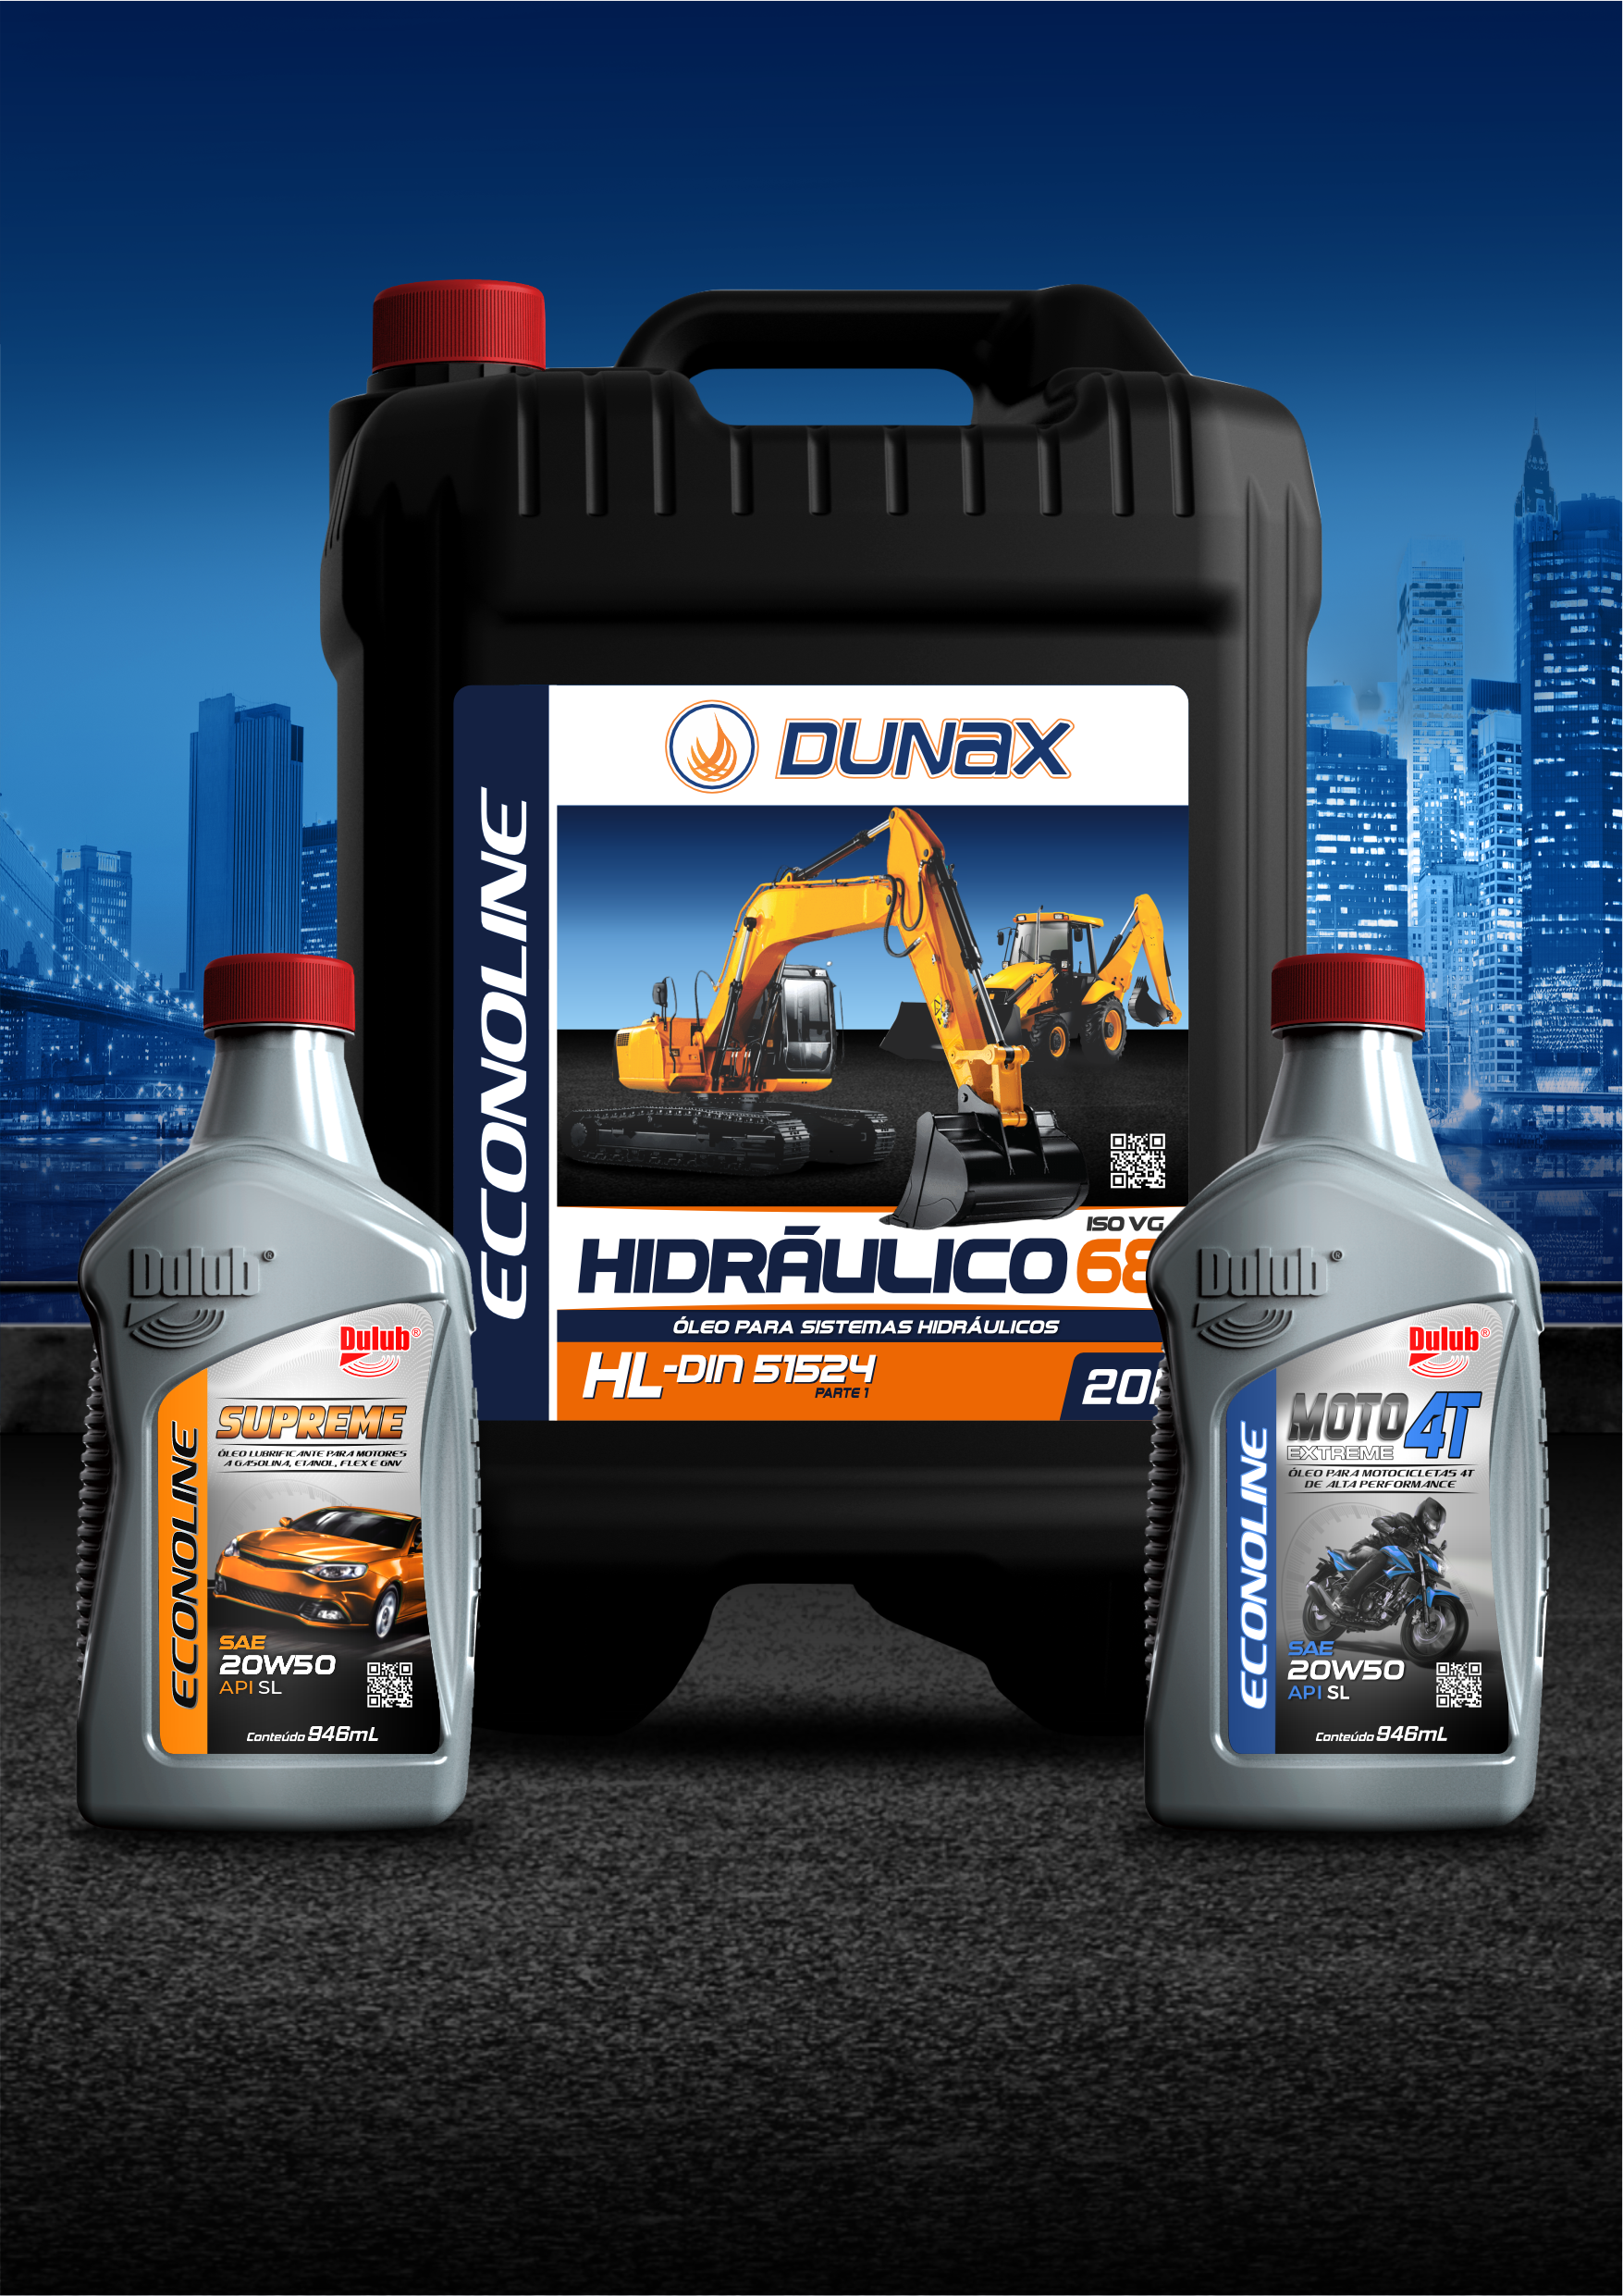 DUNAX
ECONOLINE
ISO VG
HIDRÁULICO 68
ÓLEO PARA SISTEMAS HIDRÁULICOS
HL-DIN 51524
PARTE 1
20
Dulub®
Dulub®
ECONOLINE
SUPREME
ÓLEO LUBRIFICANTE PARA MOTORES
A GASOLINA, ETANOL, FLEX E GNV
SAE
20W50
API SL
Conteúdo 946mL
Dulub®
Dulub®
ECONOLINE
MOTO 4T
EXTREME
ÓLEO PARA MOTOCICLETAS 4T
DE ALTA PERFORMANCE
SAE
20W50
API SL
Conteúdo 946mL